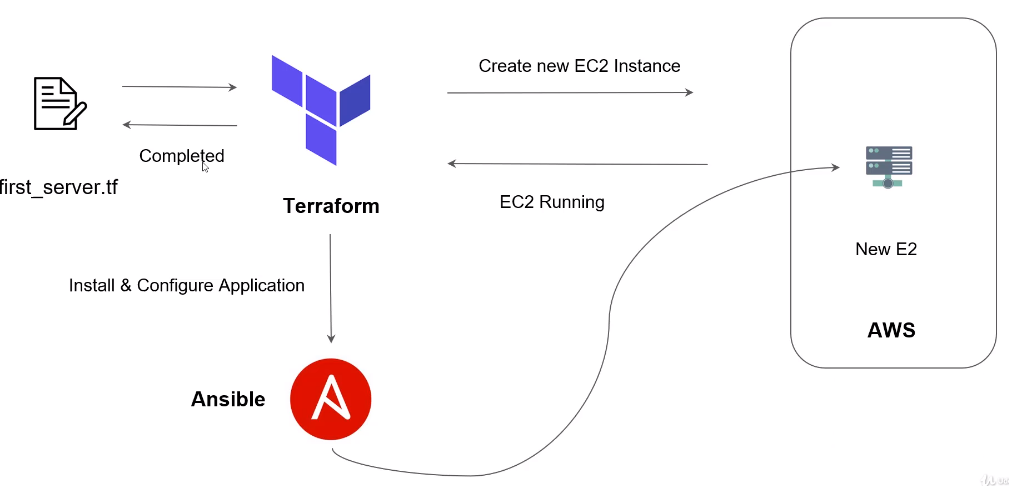 Create new EC2 Instance
Completed
first_server.tf
Terraform
EC2 Running
New E2
Install & Configure Application
AWS
Ansible